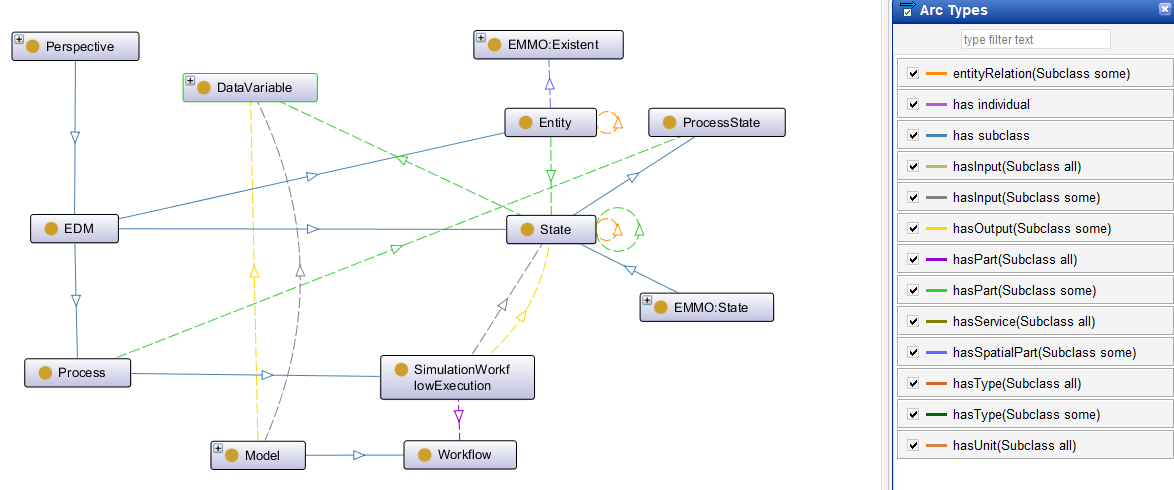 Perspective
EMMO:Existent
DataVariable
Entity
ProcessState
EDM
State
EMMO:State
Process
SimulationWorkf
lowExecution
Model
Workflow
Arc Types
type filter text
entityRelation(Subclass some)
has individual
has subclass
hasInput(Subclass all)
hasInput(Subclass some)
hasOutput(Subclass some)
hasPart(Subclass all)
hasPart(Subclass some)
hasService(Subclass all)
hasSpatialPart(Subclass some)
hasType(Subclass all)
hasType(Subclass some)
hasUnit(Subclass all)